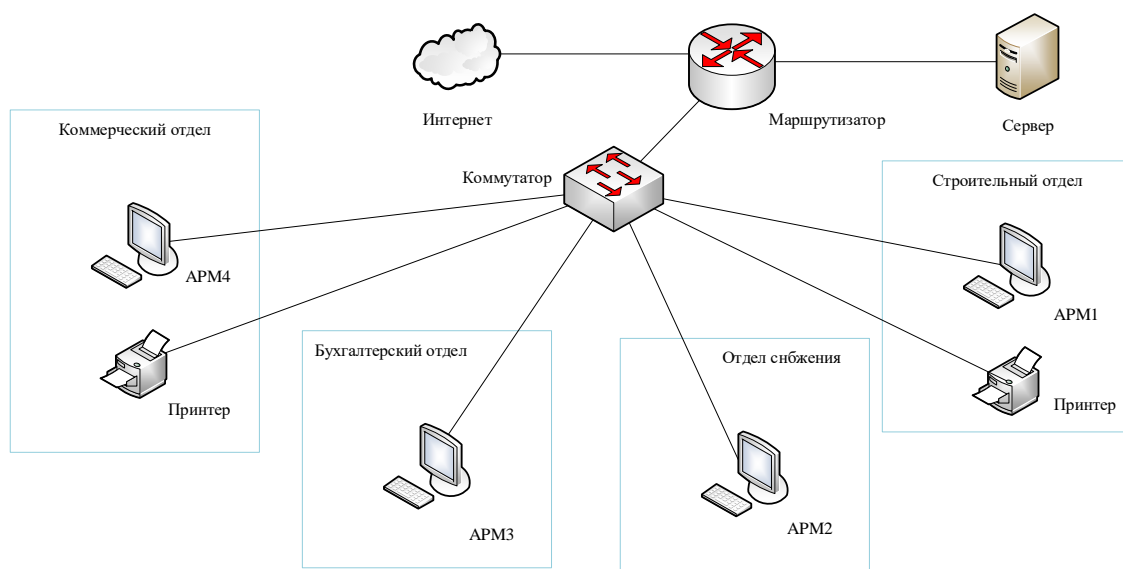 Интернет
Маршрутизатор
Сервер
Коммерческий отдел
Коммутатор
Строительный отдел
АРМ4
АРМ1
Бухгалтерский отдел
Отдел снбжения
Принтер
Принтер
АРМ3
АРМ2